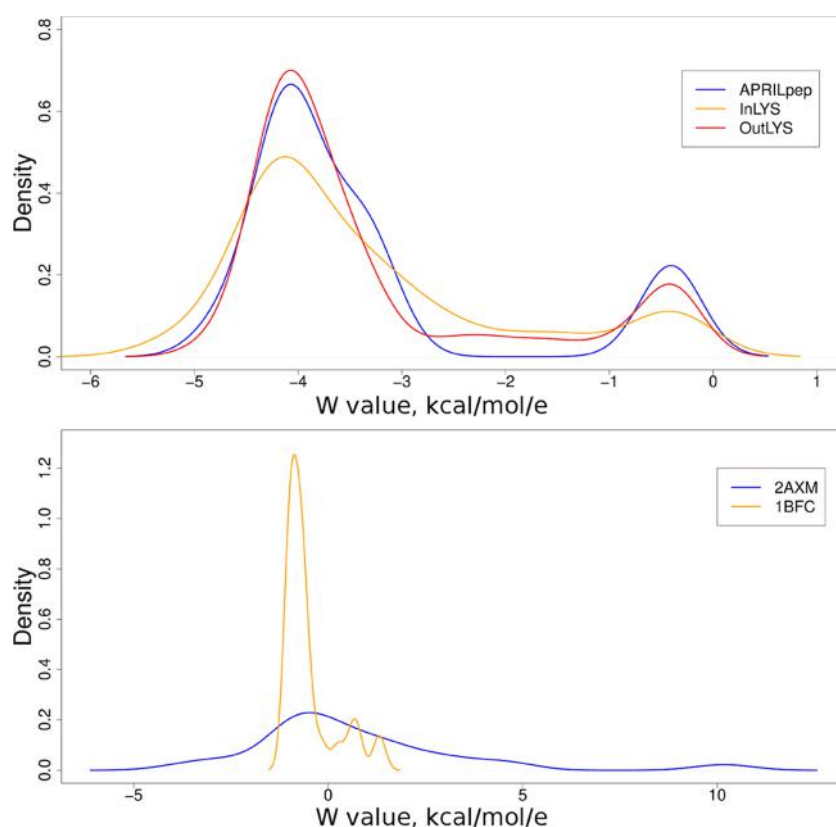 0.8
0.6
0.4
0.2
0.0
Density
APRILpep
InLYS
OutLYS
−6 −5 −4 −3 −2 −1 0 1
W value, kcal/mol/e
1.2
1.0
0.8
0.6
0.4
0.2
0.0
Density
2AXM
1BFC
−5 0 5 10
W value, kcal/mol/e